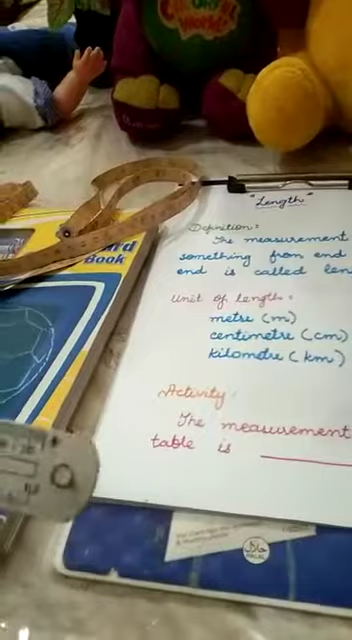 "Length"
Definition:
The measurement
something from end
end is called
Unit of length:
metre (m)
centimetre (cm)
kilometre (km)
Activity
The measurement
table is
Book